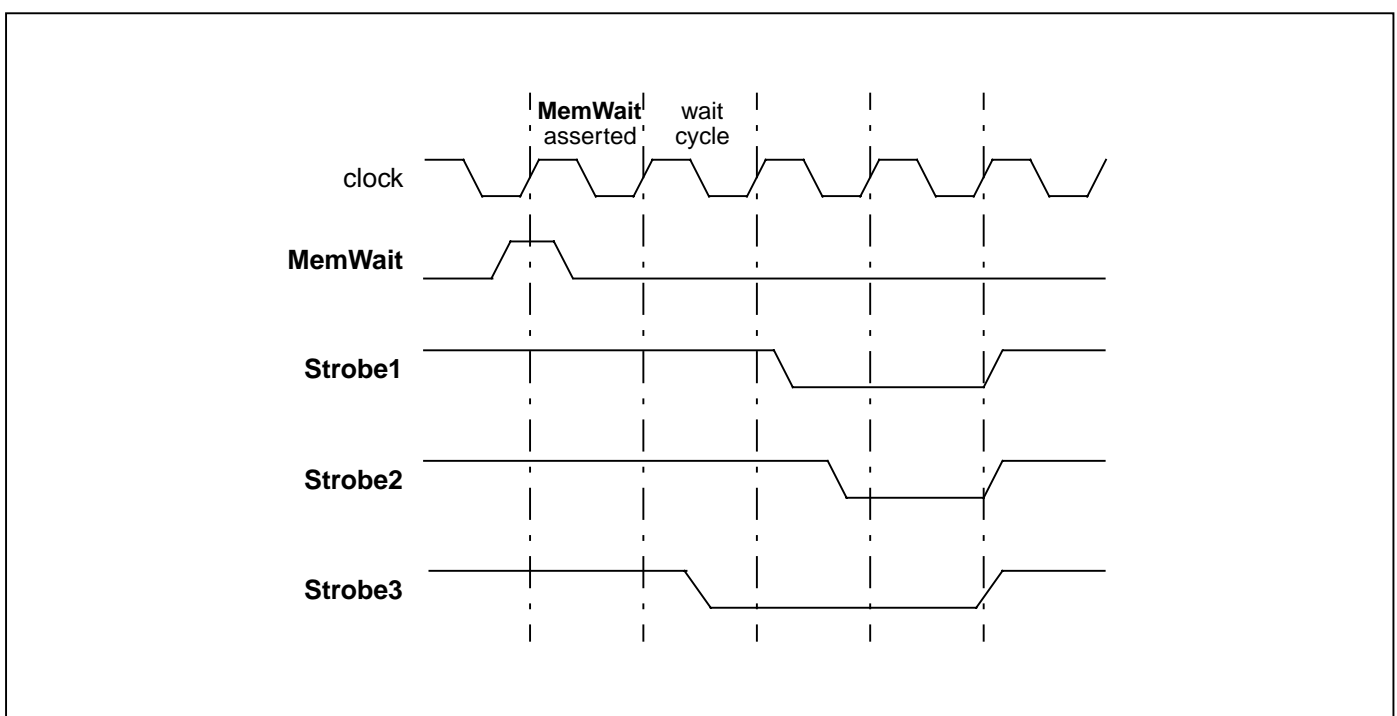 MemWait wait
asserted cycle
clock
MemWait
Strobe1
Strobe2
Strobe3